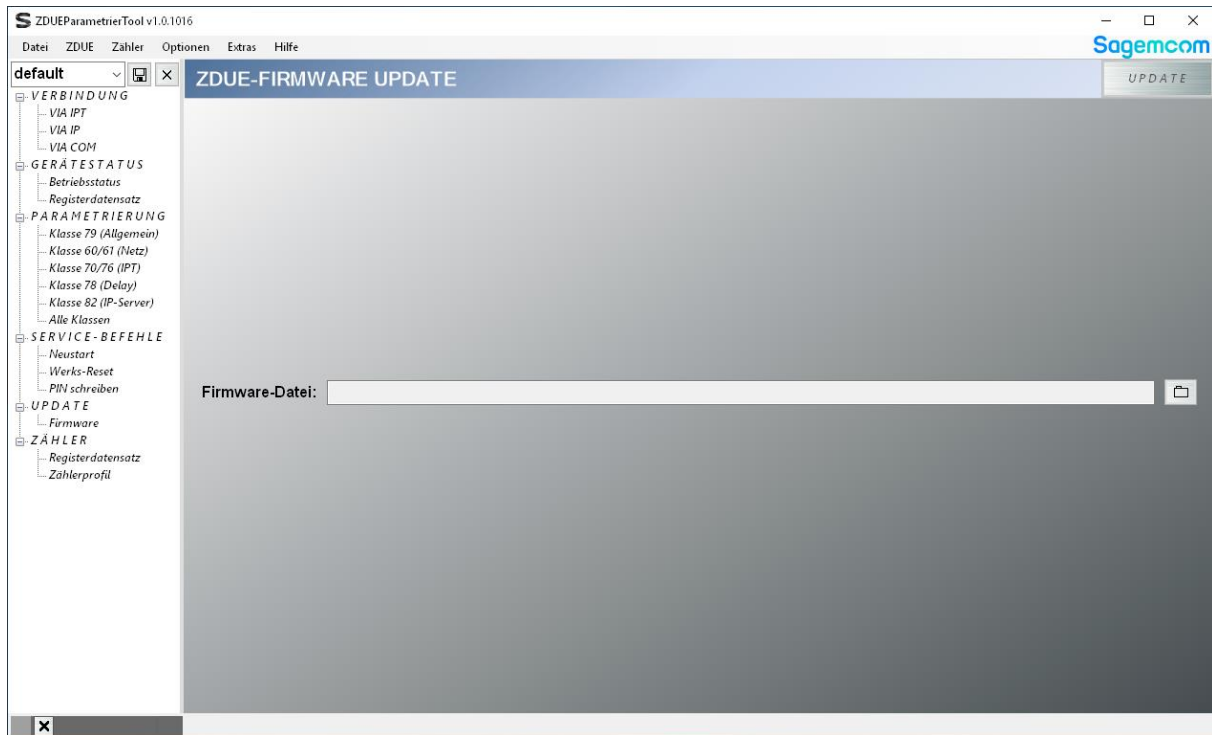 ZDUEParametrierTool v1.0.1016
Datei ZDUE Zähler Optionen Extras Hilfe
Sagemcom
default
ZDUE-FIRMWARE UPDATE
UPDATE
VERBINDUNG
VIA IPT
VIA IP
VIA COM
GERÄTESTATUS
Betriebsstatus
Registerdatensatz
PARAMETRIERUNG
Klasse 79 (Allgemein)
Klasse 60/61 (Netz)
Klasse 70/76 (IPT)
Klasse 78 (Delay)
Klasse 82 (IP-Server)
Alle Klassen
SERVICE-BEFEHLE
Neustart
Werks-Reset
PIN schreiben
UPDATE
Firmware
ZÄHLER
Registerdatensatz
Zählerprofil
Firmware-Datei: